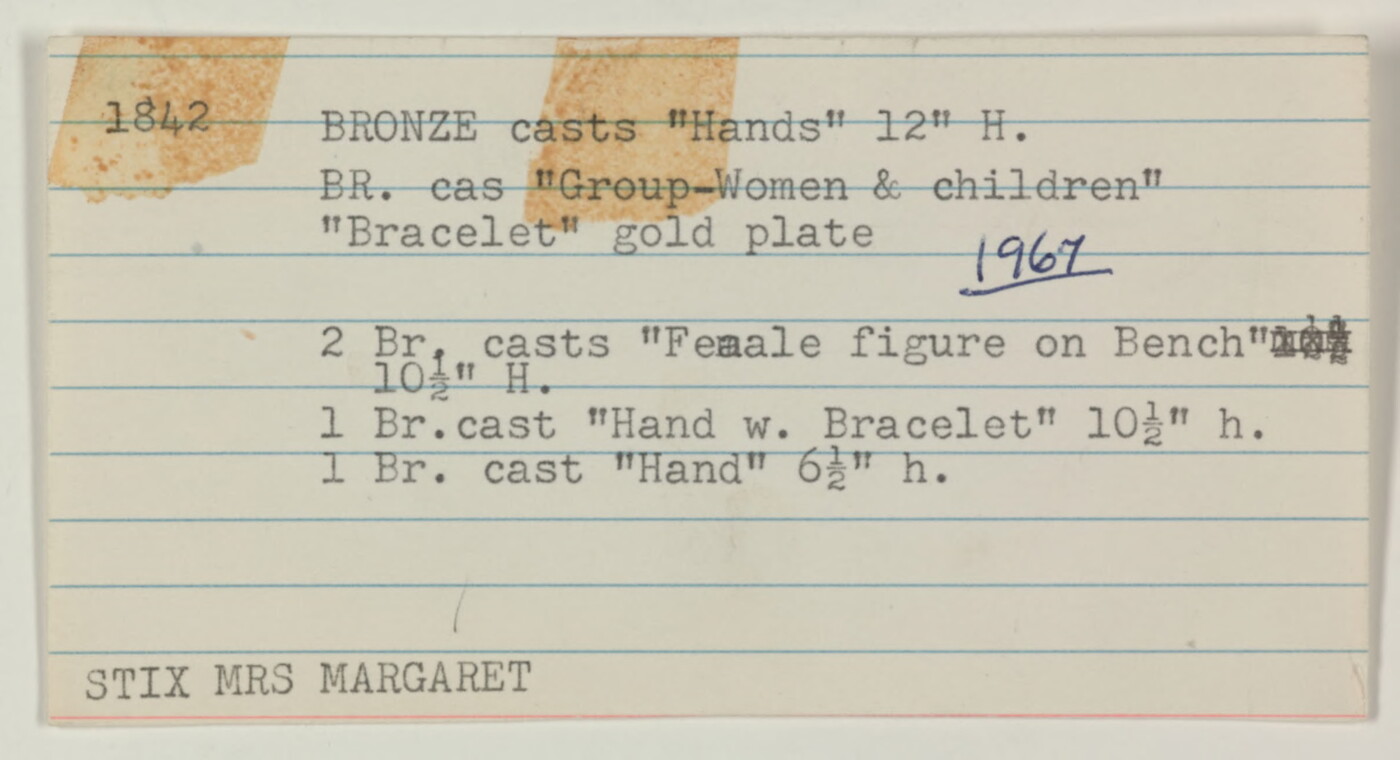 1842 BRONZE casts "Hands" 12" H.
BR. cas "Group-Women & children"
"Bracelet" gold plate
1967
2 Br. casts "Female figure on Bench"
10½" H.
1 Br.cast "Hand w. Bracelet" 10½" h.
1 Br. cast "Hand" 6½" h.
STIX MRS MARGARET